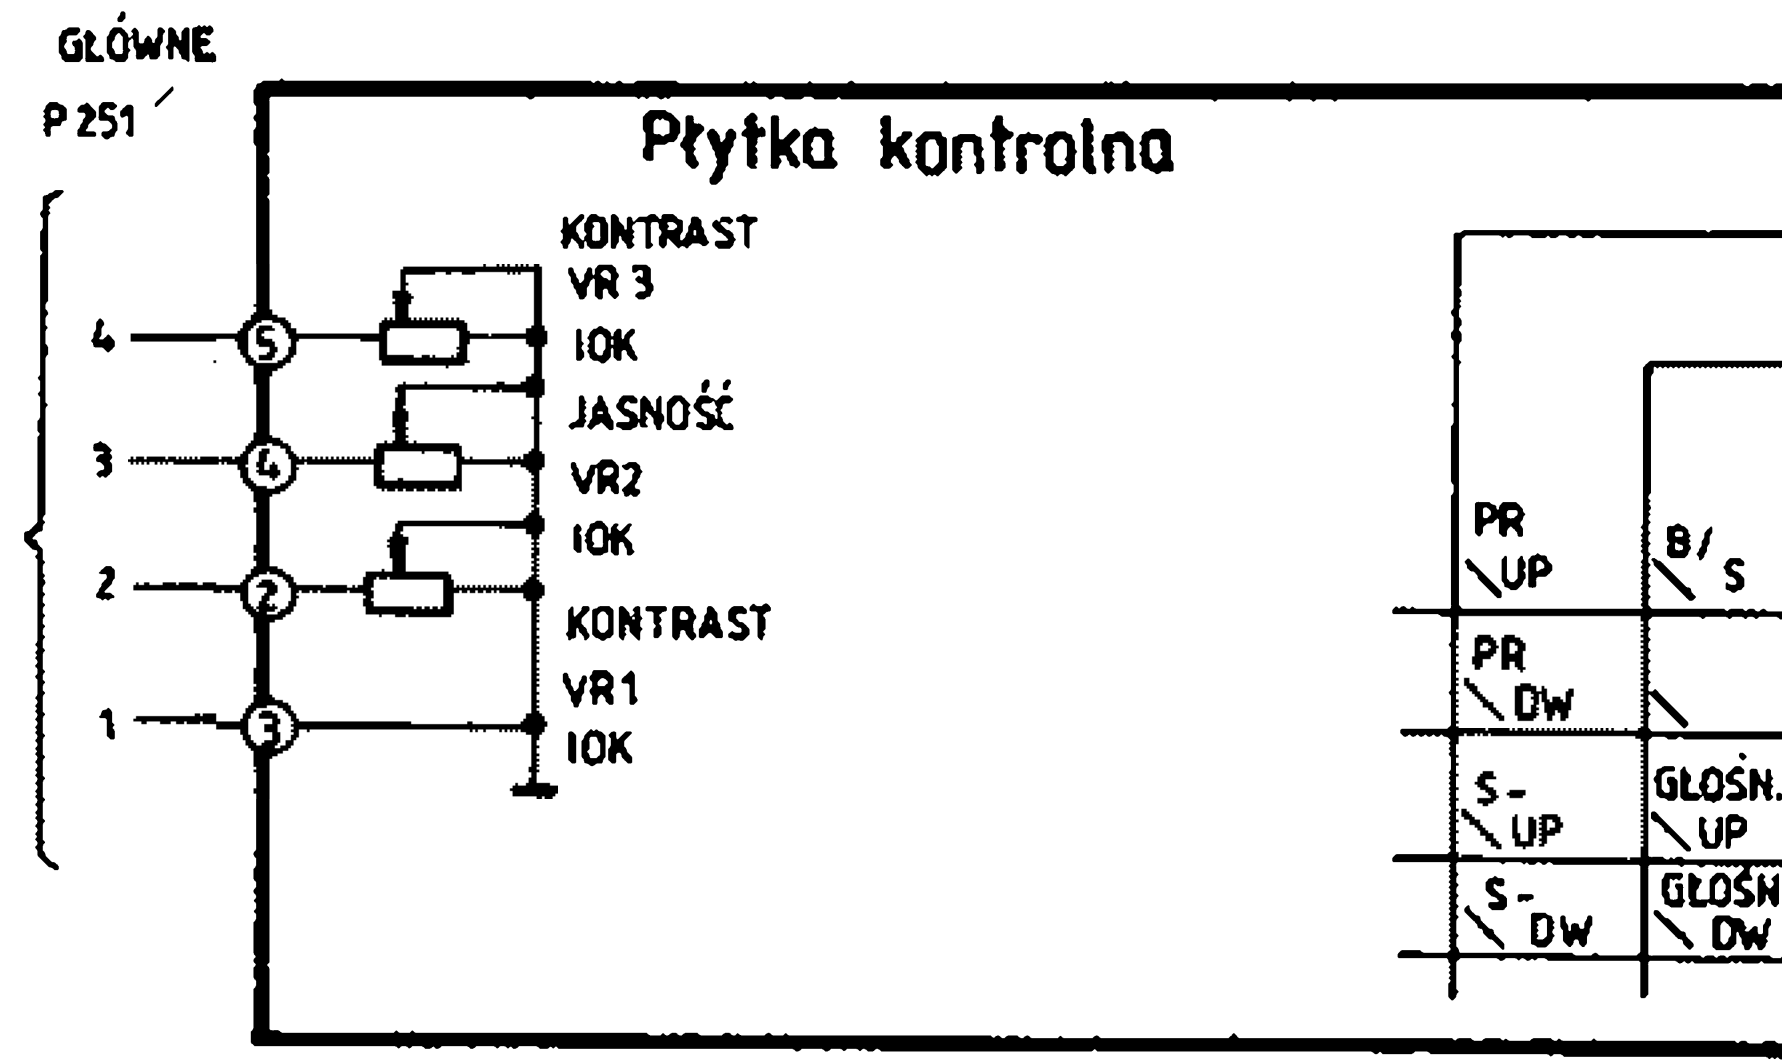 GŁÓWNE
P 251
Płytka kontrolna
KONTRAST
VR 3
4
5
10K
JASNOŚĆ
3
4
VR2
10K
2
2
KONTRAST
VR1
1
3
10K
PR
UP
B/
S
PR
DW
S-
UP
GŁOŚN.
UP
S-
DW
GŁOŚN
DW